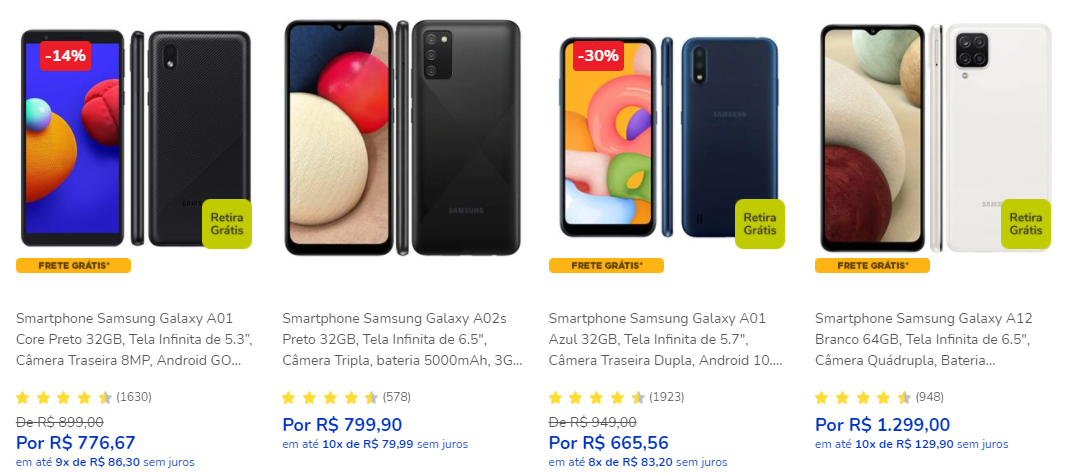 -14%
Retira
Grátis
FRETE GRÁTIS*
Smartphone Samsung Galaxy A01
Core Preto 32GB, Tela Infinita de 5.3”,
Câmera Traseira 8MP, Android GO...
(1630)
De R$ 899,00
Por R$ 776,67
em até 9x de R$ 86,30 sem juros
SAMSUNG
Smartphone Samsung Galaxy A02s
Preto 32GB, Tela Infinita de 6.5",
Câmera Tripla, bateria 5000mAh, 3G...
(578)
Por R$ 799,90
em até 10x de R$ 79,99 sem juros
-30%
SAMSUNG
Retira
Grátis
FRETE GRÁTIS*
Smartphone Samsung Galaxy A01
Azul 32GB, Tela Infinita de 5.7",
Câmera Traseira Dupla, Android 10....
(1923)
De R$ 949,00
Por R$ 665,56
em até 8x de R$ 83,20 sem juros
Retira
Grátis
FRETE GRÁTIS*
Smartphone Samsung Galaxy A12
Branco 64GB, Tela Infinita de 6.5",
Câmera Quádrupla, Bateria...
(948)
Por R$ 1.299,00
em até 10x de R$ 129,90 sem juros